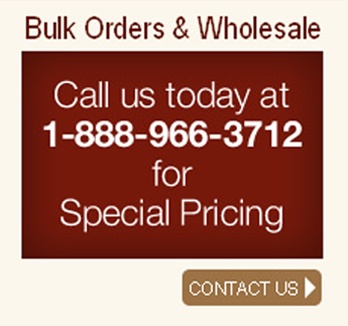 Bulk Orders & Wholesale
Call us today at
1-888-966-3712
for
Special Pricing
CONTACT US